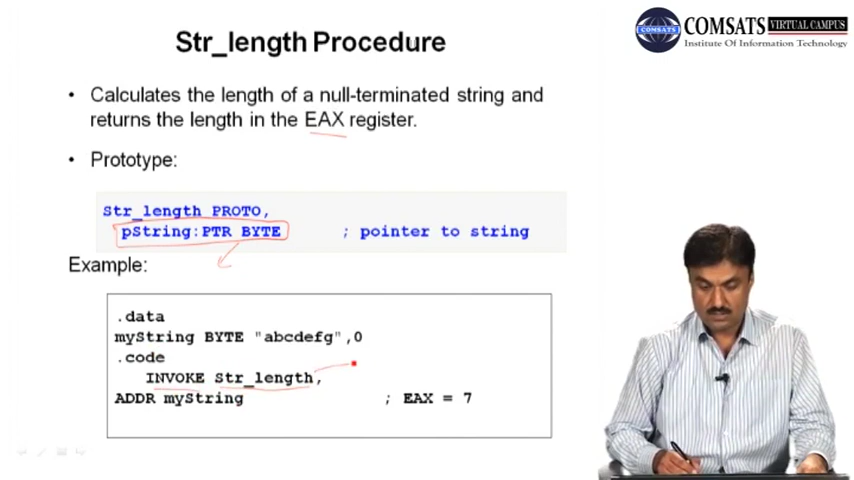 Str_length Procedure
COMSATS
COMSATS VIRTUAL CAMPUS
Institute Of Information Technology
• Calculates the length of a null-terminated string and
returns the length in the EAX register.
• Prototype:
Str_length PROTO,
pString:PTR BYTE ; pointer to string
Example:
.data
myString BYTE "abcdefg",0
.code
INVOKE Str_length,
ADDR myString ; EAX = 7